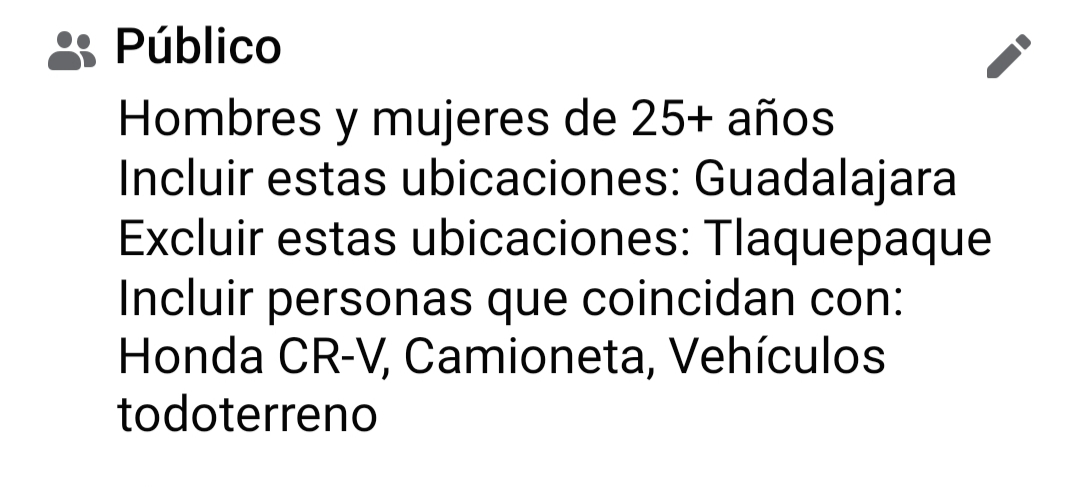 Público
Hombres y mujeres de 25+ años
Incluir estas ubicaciones: Guadalajara
Excluir estas ubicaciones: Tlaquepaque
Incluir personas que coincidan con:
Honda CR-V, Camioneta, Vehículos
todoterreno